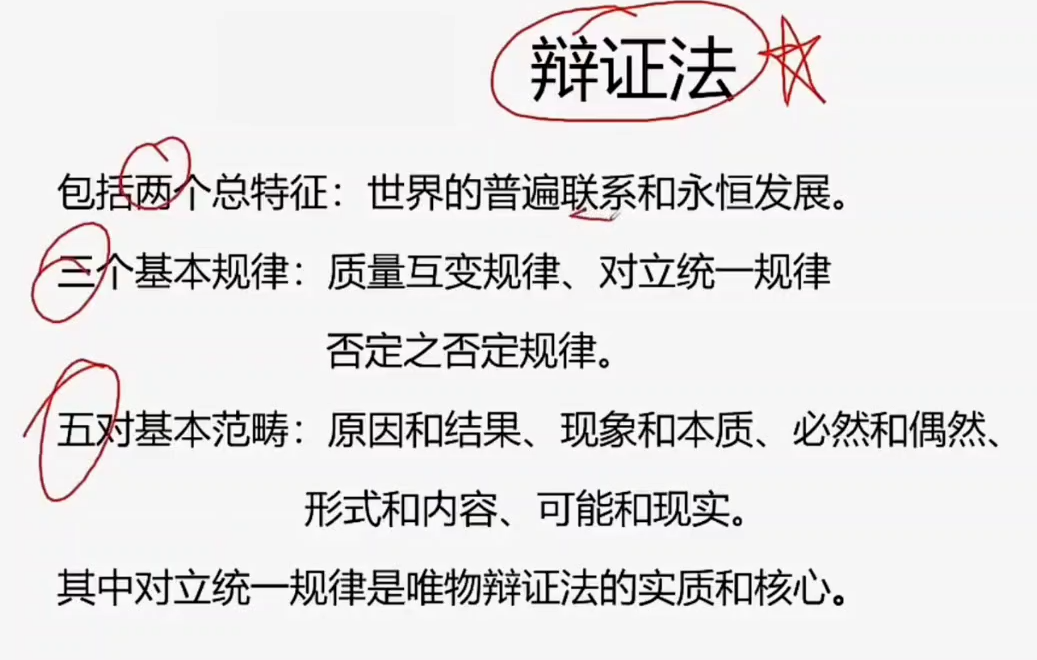 辩证法
包括两个总特征：世界的普遍联系和永恒发展。
三个基本规律：质量互变规律、对立统一规律
否定之否定规律。
五对基本范畴：原因和结果、现象和本质、必然和偶然、
形式和内容、可能和现实。
其中对立统一规律是唯物辩证法的实质和核心。